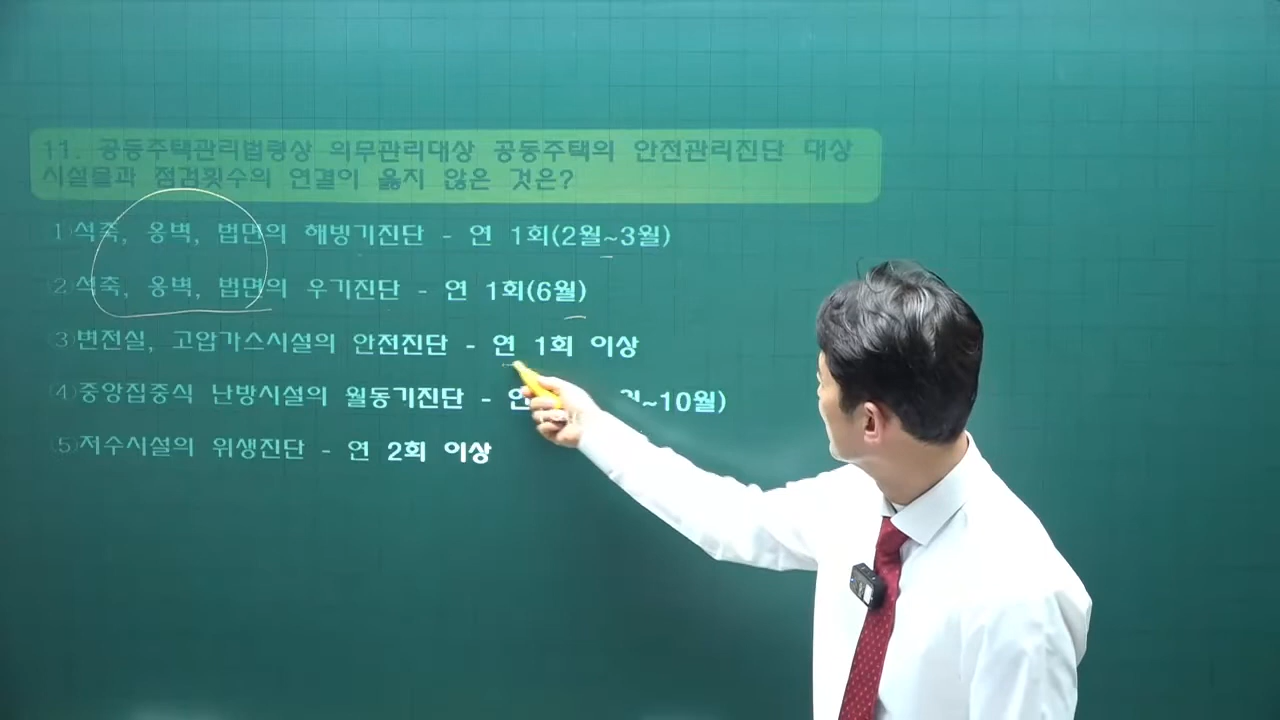 11. 공동주택관리법령상 의무관리대상 공동주택의 안전관리진단 대상
시설물과 점검횟수의 연결이 옳지 않은 것은?
①석축, 옹벽, 법면의 해빙기진단 - 연 1회(2월~3월)
②석축, 옹벽, 법면의 우기진단 - 연 1회(6월)
③변전실, 고압가스시설의 안전진단 - 연 1회 이상
④중앙집중식 난방시설의 월동기진단 - 연 ~10월)
⑤저수시설의 위생진단 - 연 2회 이상